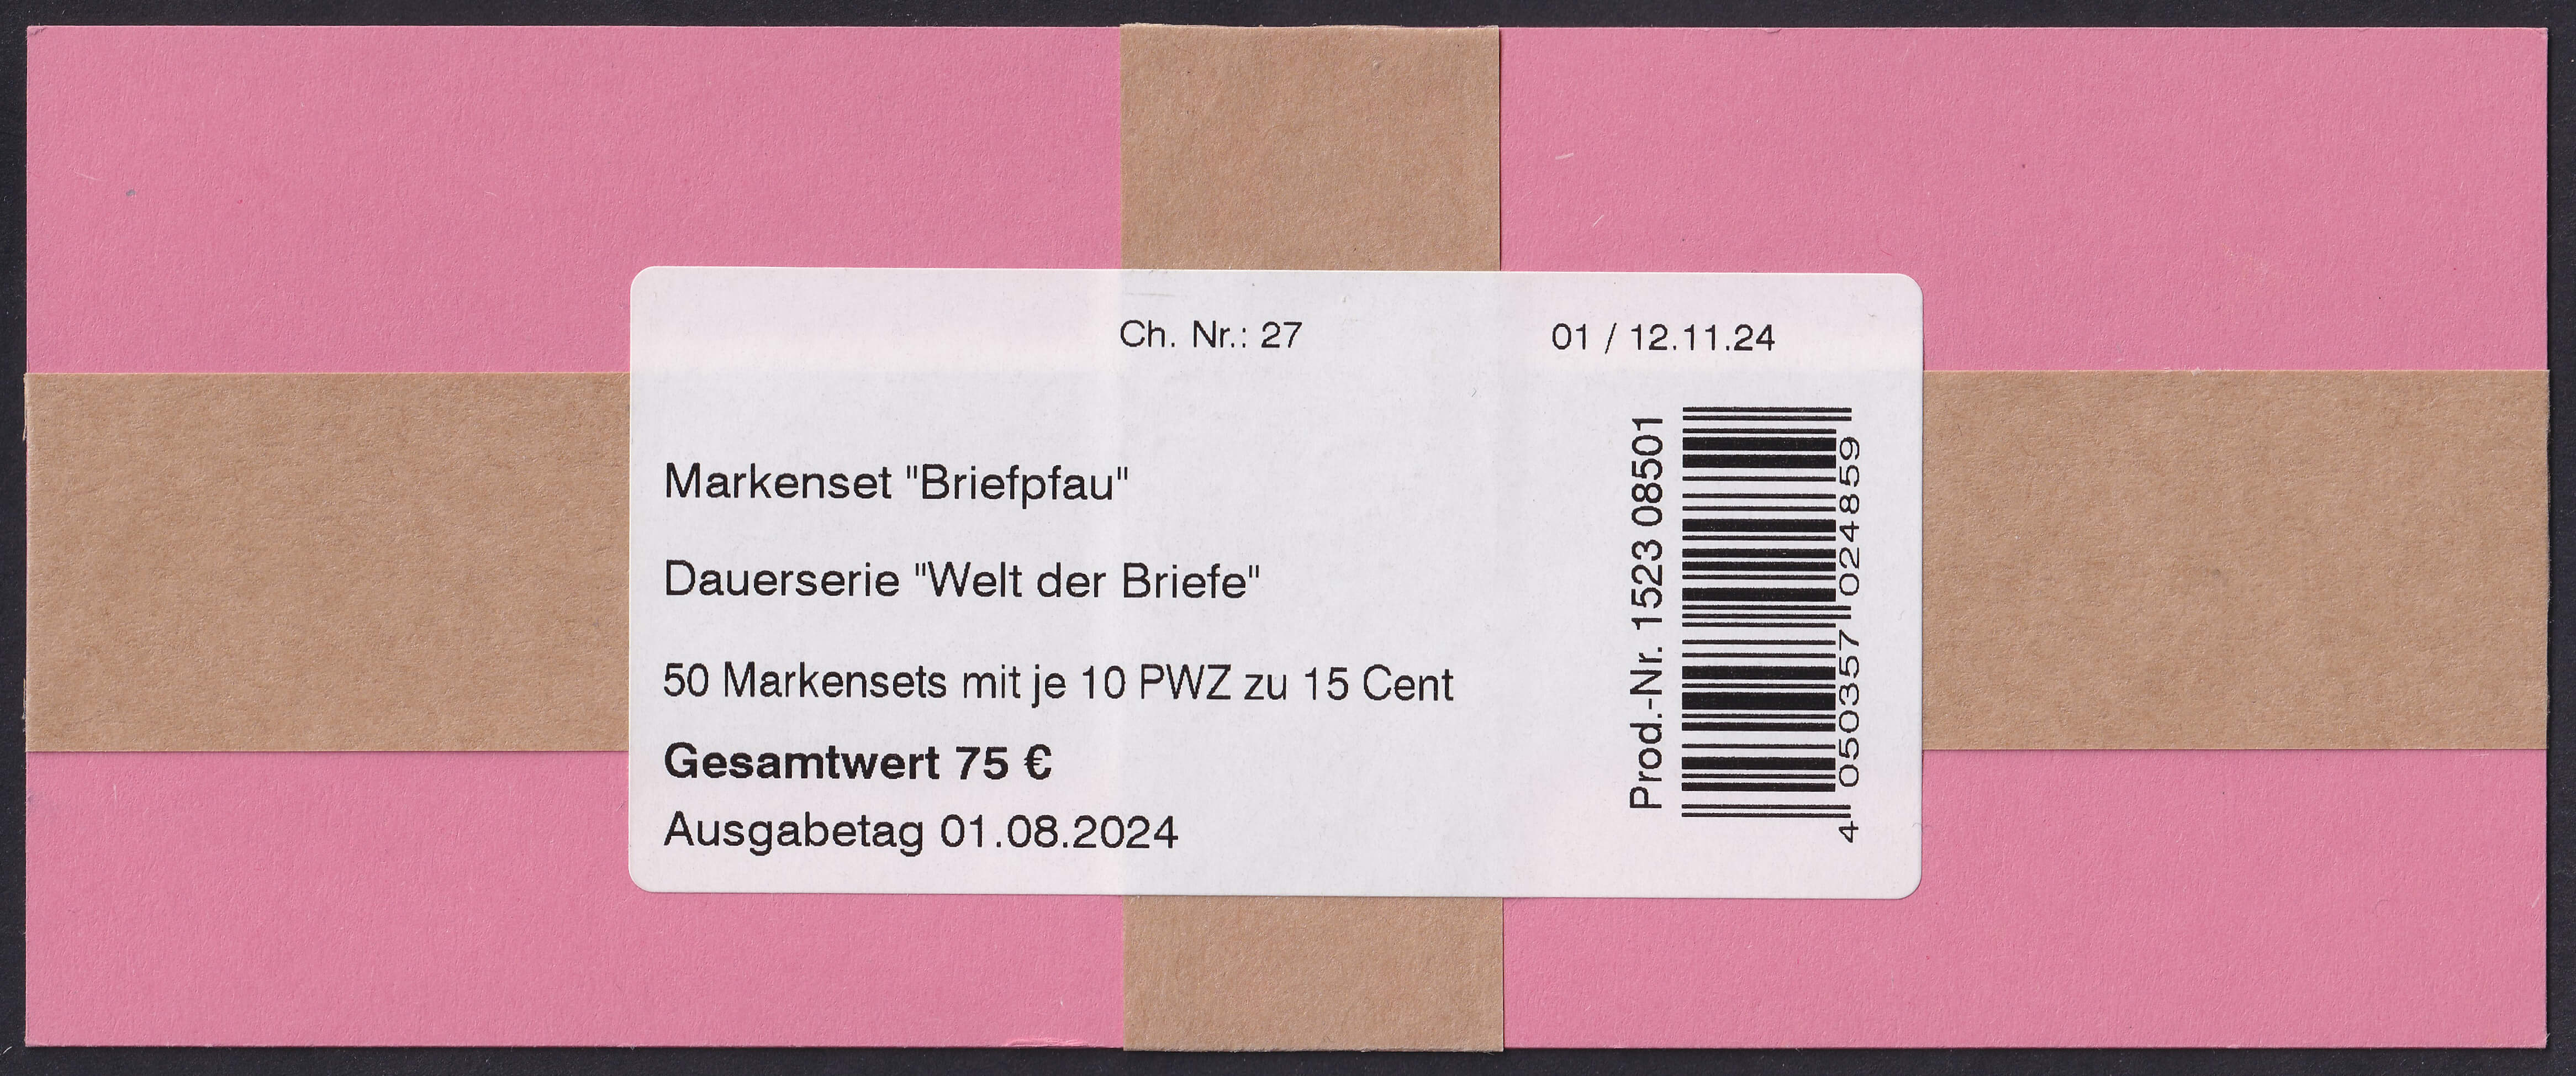 Ch. Nr.: 27
01 / 12.11.24
Markenset "Briefpfau"
Dauerserie "Welt der Briefe"
50 Markensets mit je 10 PWZ zu 15 Cent
Gesamtwert 75 €
Ausgabetag 01.08.2024
Prod.-Nr. 1523 08501
4 050357 024859